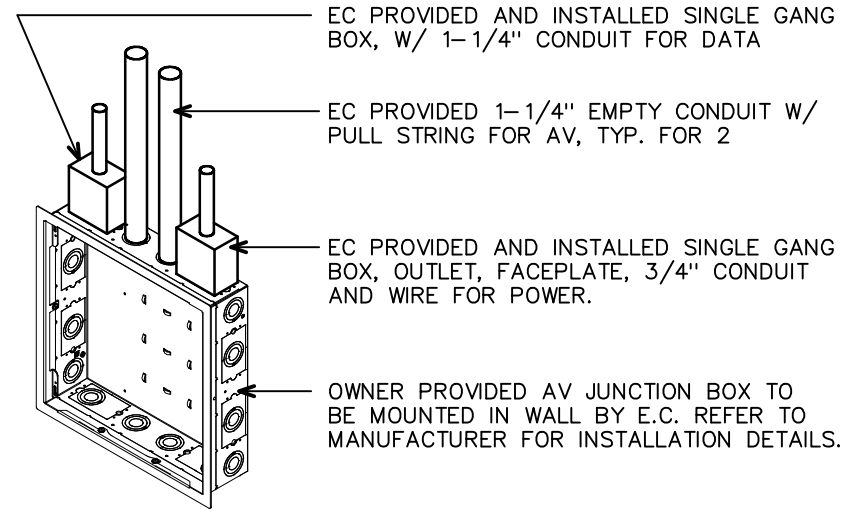 EC PROVIDED AND INSTALLED SINGLE GANG
BOX, W/ 1-1/4" CONDUIT FOR DATA
EC PROVIDED 1-1/4" EMPTY CONDUIT W/
PULL STRING FOR AV, TYP. FOR 2
EC PROVIDED AND INSTALLED SINGLE GANG
BOX, OUTLET, FACEPLATE, 3/4" CONDUIT
AND WIRE FOR POWER.
OWNER PROVIDED AV JUNCTION BOX TO
BE MOUNTED IN WALL BY E.C. REFER TO
MANUFACTURER FOR INSTALLATION DETAILS.